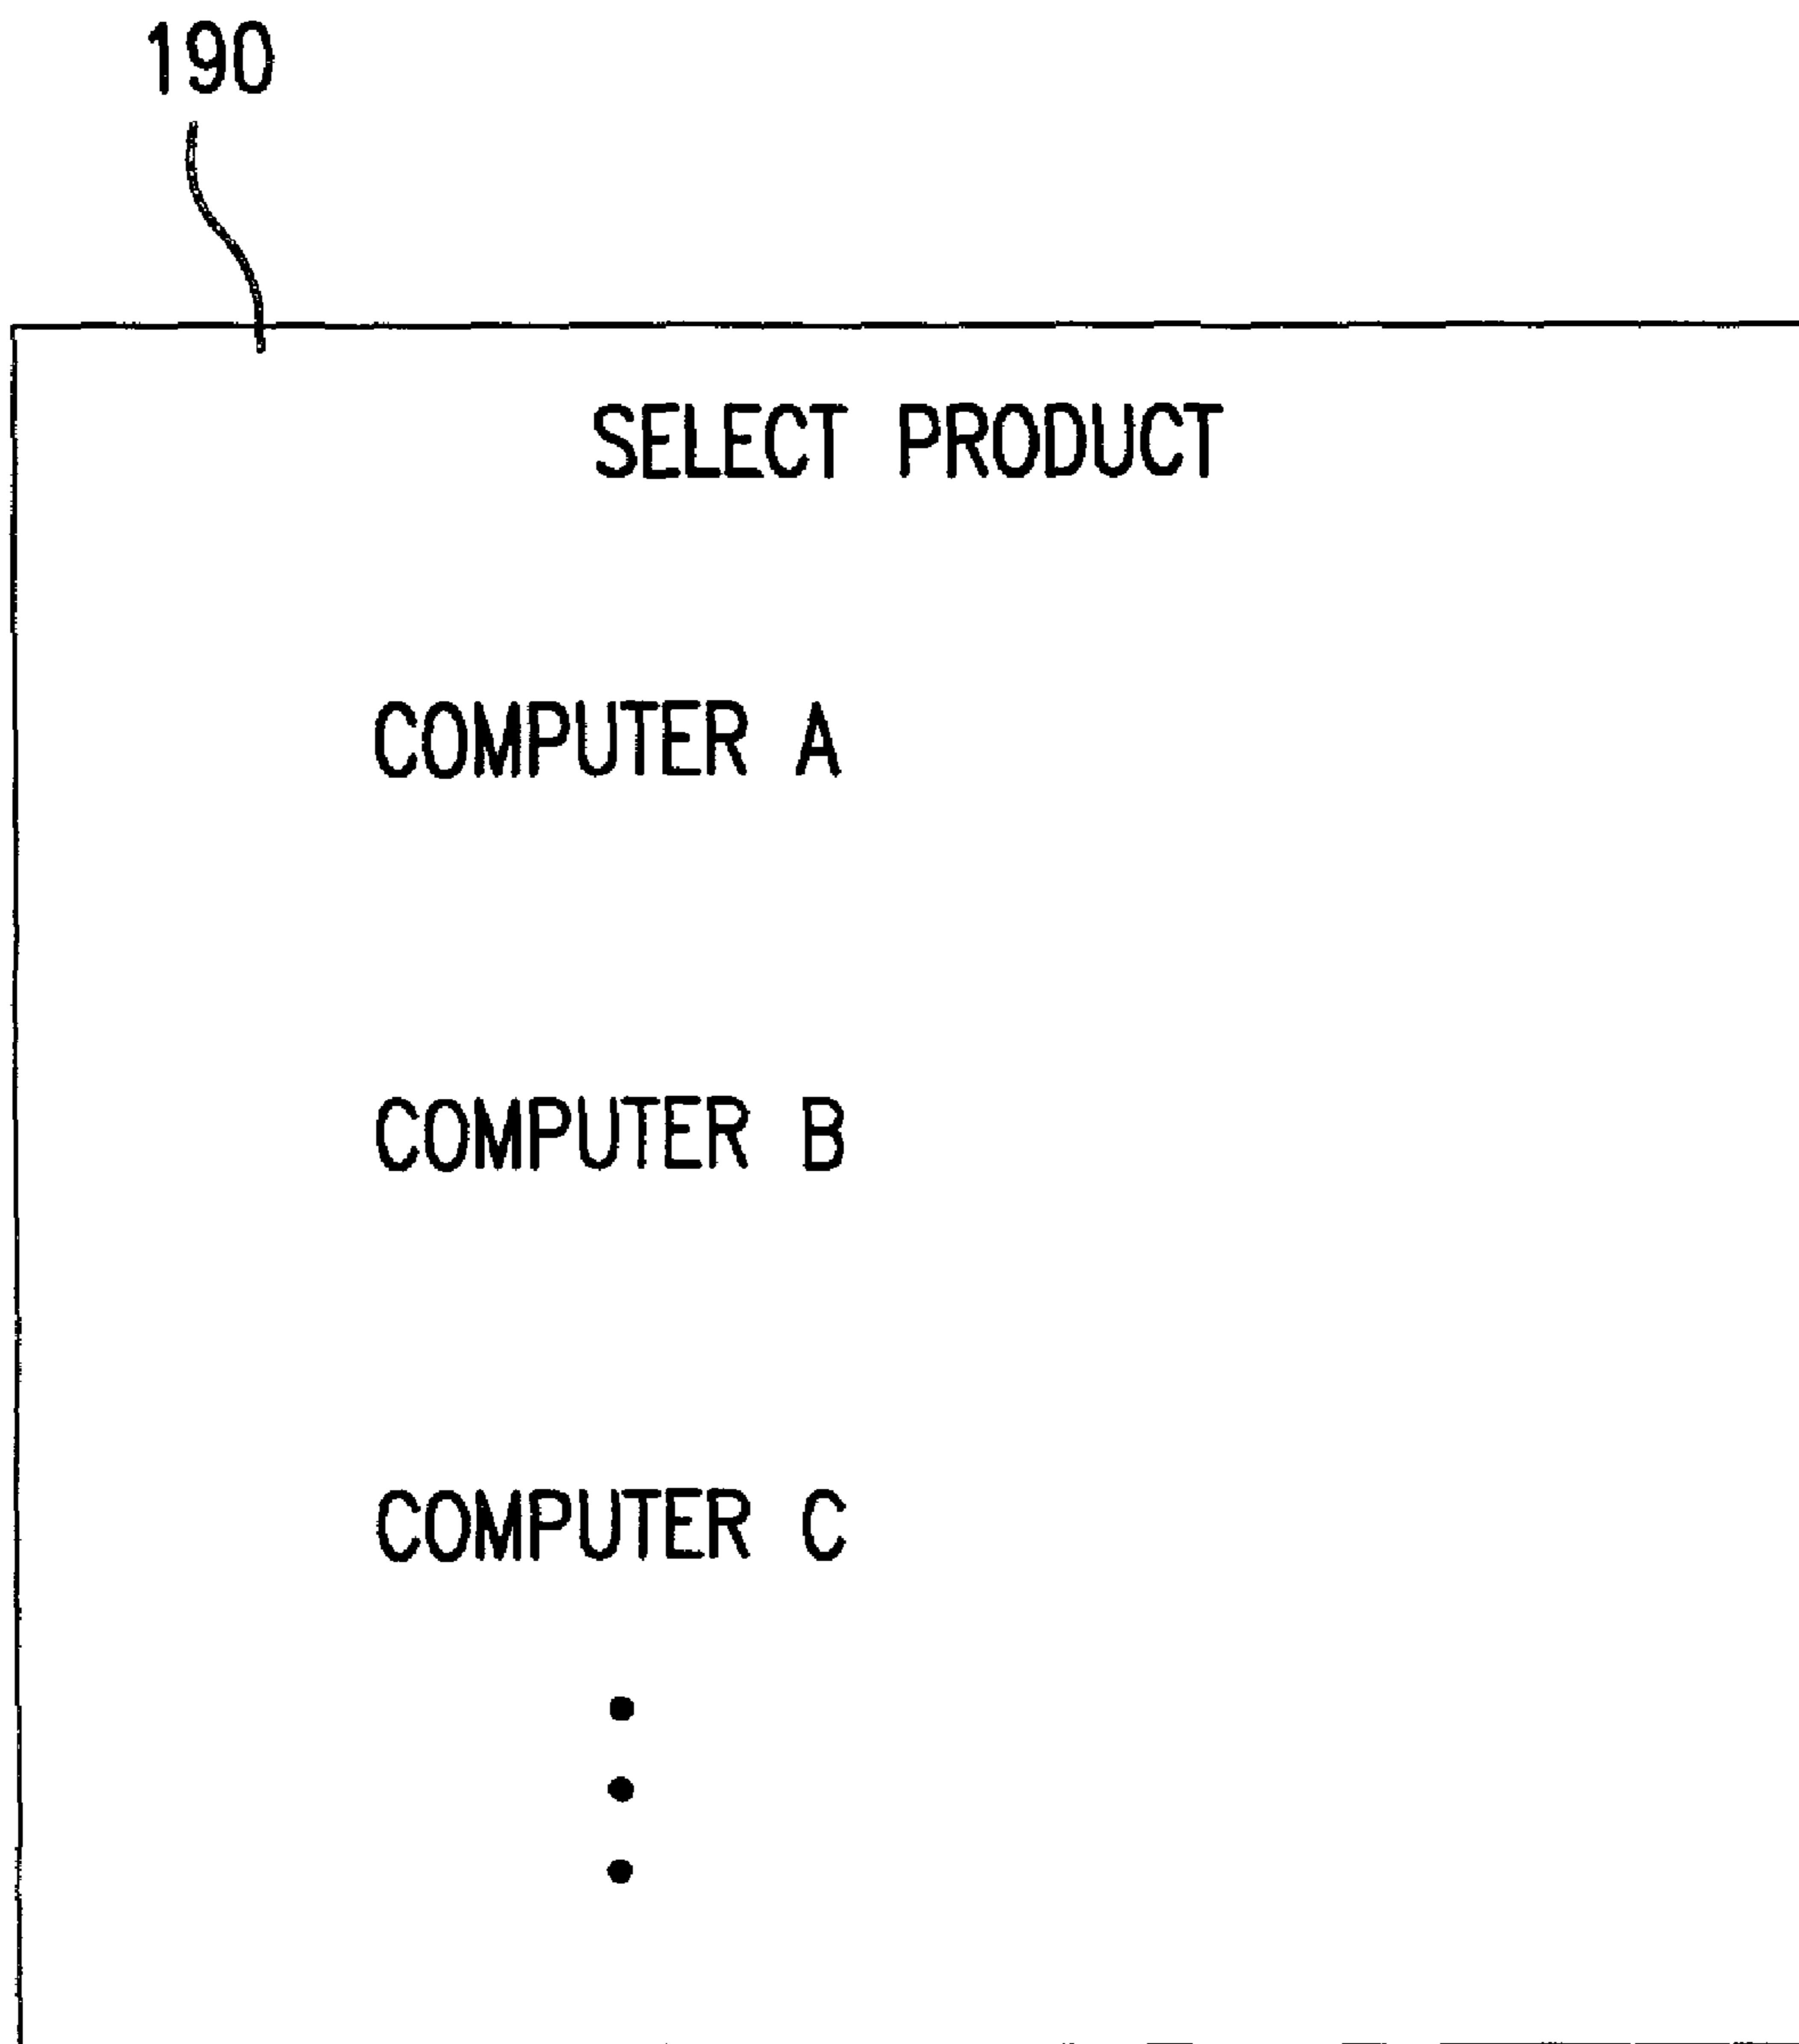 190
SELECT PRODUCT
COMPUTER A
COMPUTER B
COMPUTER C